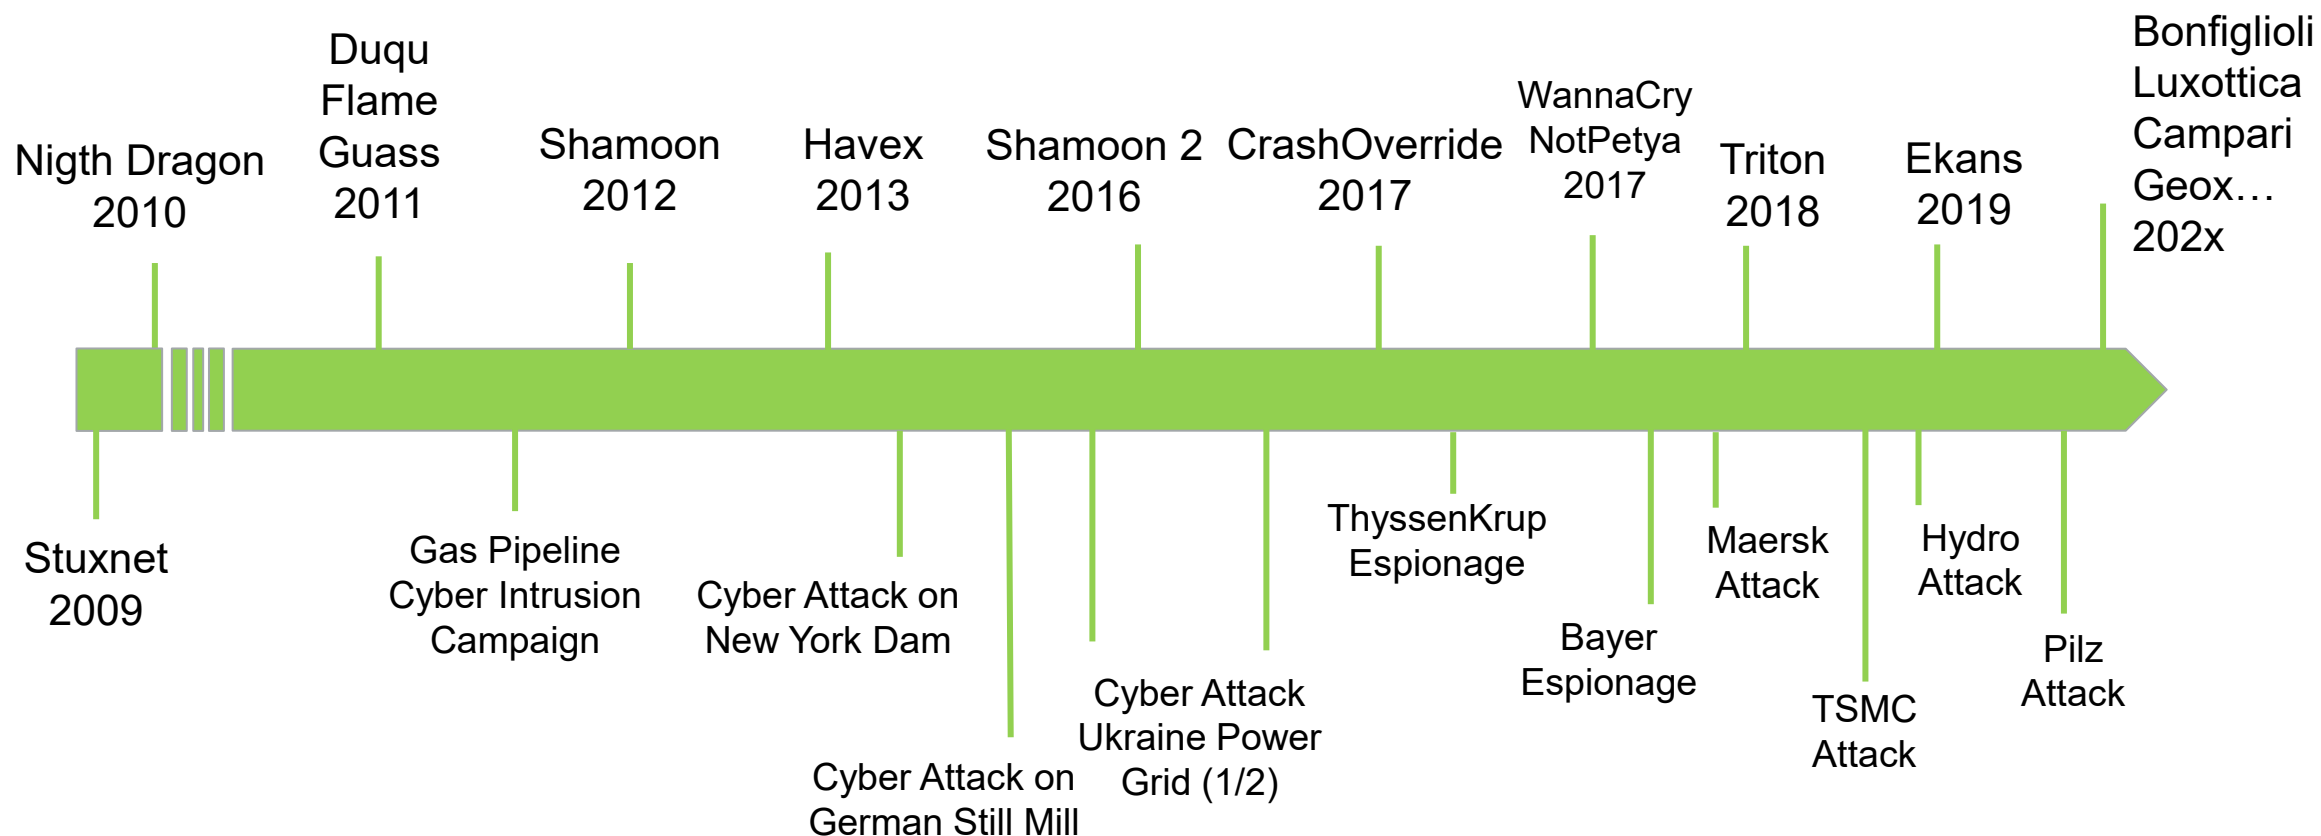 Nigth Dragon
2010
Duqu
Flame
Guass
2011
Shamoon
2012
Havex
2013
Shamoon 2
2016
CrashOverride
2017
WannaCry
NotPetya
2017
Triton
2018
Ekans
2019
Bonfiglioli
Luxottica
Campari
Geox…
202x
Stuxnet
2009
Gas Pipeline
Cyber Intrusion
Campaign
Cyber Attack on
New York Dam
Cyber Attack on
German Still Mill
Cyber Attack
Ukraine Power
Grid (1/2)
ThyssenKrup
Espionage
Bayer
Espionage
Maersk
Attack
TSMC
Attack
Hydro
Attack
Pilz
Attack